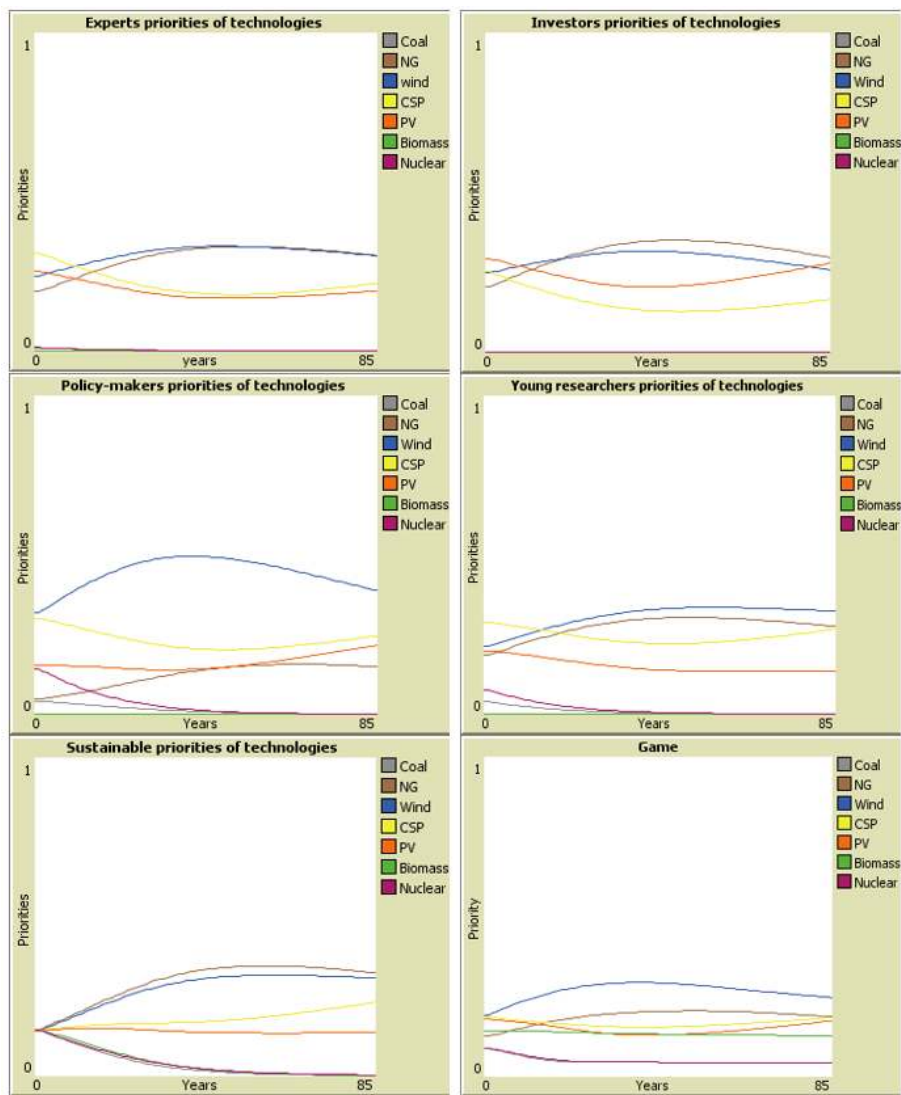 Experts priorities of technologies
1
Priorities
0
0
years
85
Coal
NG
wind
CSP
PV
Biomass
Nuclear
Investors priorities of technologies
1
Priorities
0
0
Years
85
Coal
NG
Wind
CSP
PV
Biomass
Nuclear
Policy-makers priorities of technologies
1
Priorities
0
0
Years
85
Coal
NG
Wind
CSP
PV
Biomass
Nuclear
Young researchers priorities of technologies
1
Priorities
0
0
Years
85
Coal
NG
Wind
CSP
PV
Biomass
Nuclear
Sustainable priorities of technologies
1
Priorities
0
0
Years
85
Coal
NG
Wind
CSP
PV
Biomass
Nuclear
Game
1
Priority
0
0
Years
85
Coal
NG
Wind
CSP
PV
Biomass
Nuclear